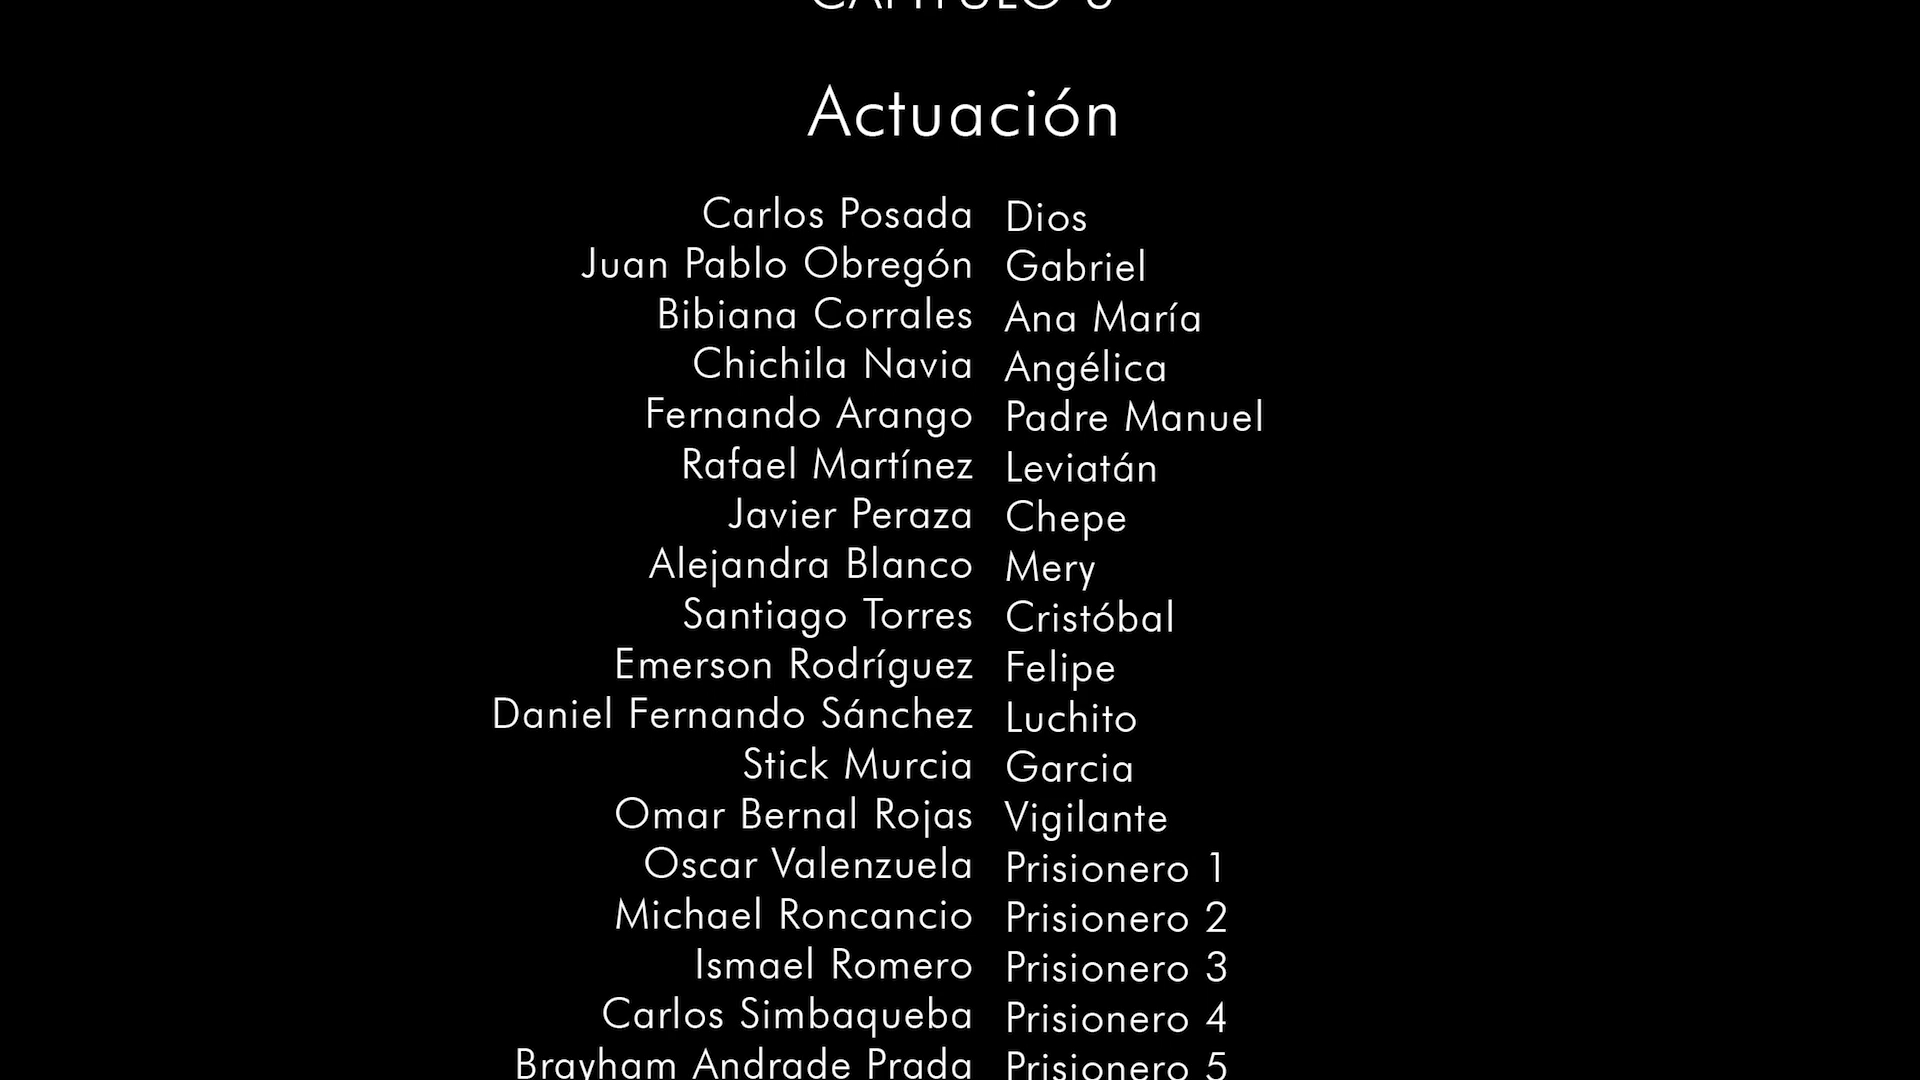 CAPÍTULO
Actuación
Carlos Posada Dios
Juan Pablo Obregón Gabriel
Bibiana Corrales Ana María
Chichila Navia Angélica
Fernando Arango Padre Manuel
Rafael Martínez Leviatán
Javier Peraza Chepe
Alejandra Blanco Mery
Santiago Torres Cristóbal
Emerson Rodríguez Felipe
Daniel Fernando Sánchez Luchito
Stick Murcia Garcia
Omar Bernal Rojas Vigilante
Oscar Valenzuela Prisionero 1
Michael Roncancio Prisionero 2
Ismael Romero Prisionero 3
Carlos Simbaqueba Prisionero 4
Brayham Andrade Prada Prisionero 5